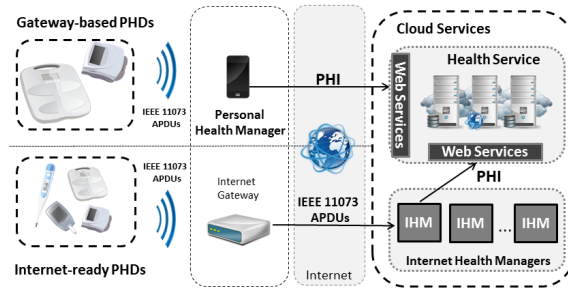 Gateway-based PHDs
IEEE 11073
APDUs
Personal
Health Manager
PHI
Cloud Services
Health Service
Web Services
Web Services
PHI
IEEE 11073
APDUs
Internet
Gateway
IEEE 11073
APDUs
IHM
IHM
...
IHM
Internet Health Managers
Internet-ready PHDs
Internet